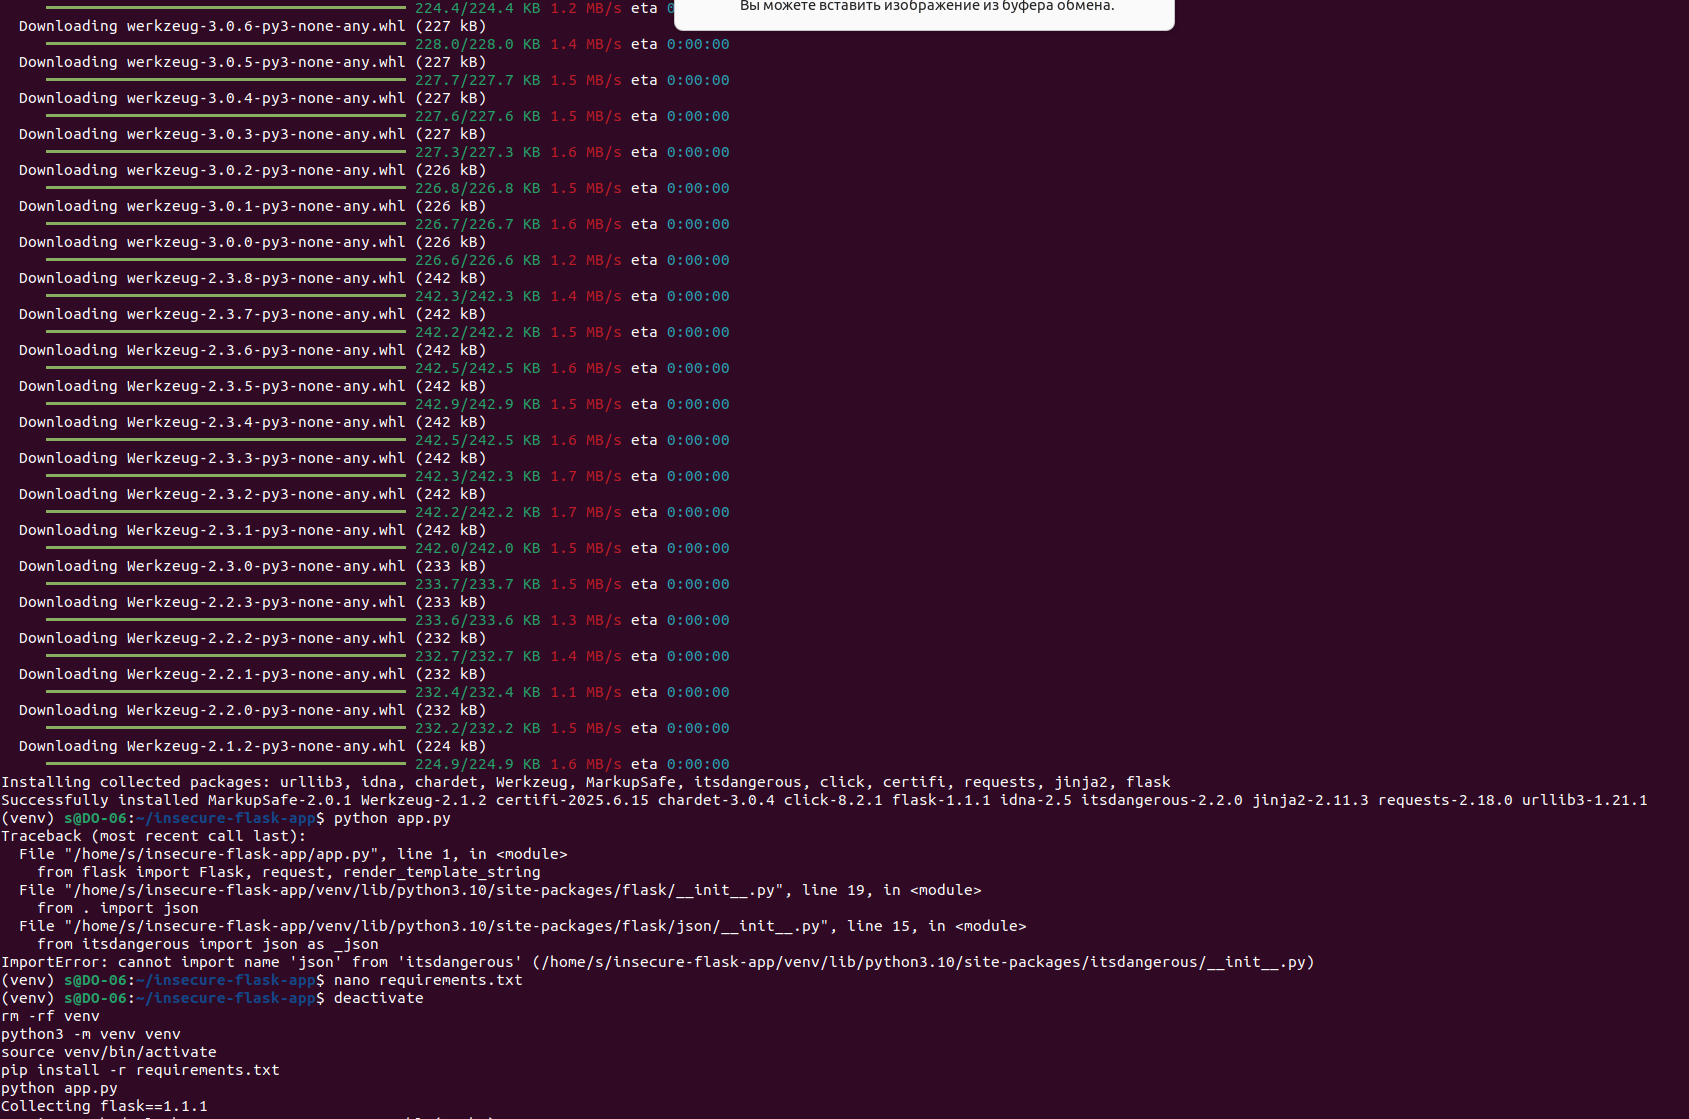 224.4/224.4 KB 1.2 MB/s eta 0
Вы можете вставить изображение из буфера обмена.
Downloading werkzeug-3.0.6-py3-none-any.whl (227 kB)
228.0/228.0 KB 1.4 MB/s eta 0:00:00
Downloading werkzeug-3.0.5-py3-none-any.whl (227 kB)
227.7/227.7 KB 1.5 MB/s eta 0:00:00
Downloading werkzeug-3.0.4-py3-none-any.whl (227 kB)
227.6/227.6 KB 1.5 MB/s eta 0:00:00
Downloading werkzeug-3.0.3-py3-none-any.whl (227 kB)
227.3/227.3 KB 1.6 MB/s eta 0:00:00
Downloading werkzeug-3.0.2-py3-none-any.whl (226 kB)
226.8/226.8 KB 1.5 MB/s eta 0:00:00
Downloading werkzeug-3.0.1-py3-none-any.whl (226 kB)
226.7/226.7 KB 1.6 MB/s eta 0:00:00
Downloading werkzeug-3.0.0-py3-none-any.whl (226 kB)
226.6/226.6 KB 1.2 MB/s eta 0:00:00
Downloading werkzeug-2.3.8-py3-none-any.whl (242 kB)
242.3/242.3 KB 1.4 MB/s eta 0:00:00
Downloading werkzeug-2.3.7-py3-none-any.whl (242 kB)
242.2/242.2 KB 1.5 MB/s eta 0:00:00
Downloading Werkzeug-2.3.6-py3-none-any.whl (242 kB)
242.5/242.5 KB 1.6 MB/s eta 0:00:00
Downloading Werkzeug-2.3.5-py3-none-any.whl (242 kB)
242.9/242.9 KB 1.5 MB/s eta 0:00:00
Downloading Werkzeug-2.3.4-py3-none-any.whl (242 kB)
242.5/242.5 KB 1.6 MB/s eta 0:00:00
Downloading Werkzeug-2.3.3-py3-none-any.whl (242 kB)
242.3/242.3 KB 1.7 MB/s eta 0:00:00
Downloading Werkzeug-2.3.2-py3-none-any.whl (242 kB)
242.2/242.2 KB 1.7 MB/s eta 0:00:00
Downloading Werkzeug-2.3.1-py3-none-any.whl (242 kB)
242.0/242.0 KB 1.5 MB/s eta 0:00:00
Downloading Werkzeug-2.3.0-py3-none-any.whl (233 kB)
233.7/233.7 KB 1.5 MB/s eta 0:00:00
Downloading Werkzeug-2.2.3-py3-none-any.whl (233 kB)
233.6/233.6 KB 1.3 MB/s eta 0:00:00
Downloading Werkzeug-2.2.2-py3-none-any.whl (232 kB)
232.7/232.7 KB 1.4 MB/s eta 0:00:00
Downloading Werkzeug-2.2.1-py3-none-any.whl (232 kB)
232.4/232.4 KB 1.1 MB/s eta 0:00:00
Downloading Werkzeug-2.2.0-py3-none-any.whl (232 kB)
232.2/232.2 KB 1.5 MB/s eta 0:00:00
Downloading Werkzeug-2.1.2-py3-none-any.whl (224 kB)
224.9/224.9 KB 1.6 MB/s eta 0:00:00
Installing collected packages: urllib3, idna, chardet, Werkzeug, MarkupSafe, itsdangerous, click, certifi, requests, jinja2, flask
Successfully installed MarkupSafe-2.0.1 Werkzeug-2.1.2 certifi-2025.6.15 chardet-3.0.4 click-8.2.1 flask-1.1.1 idna-2.5 itsdangerous-2.2.0 jinja2-2.11.3 requests-2.18.0 urllib3-1.21.1
(venv) s@DO-06:~/insecure-flask-app$ python app.py
Traceback (most recent call last):
File "/home/s/insecure-flask-app/app.py", line 1, in <module>
from flask import Flask, request, render_template_string
File "/home/s/insecure-flask-app/venv/lib/python3.10/site-packages/flask/__init__.py", line 19, in <module>
from . import json
File "/home/s/insecure-flask-app/venv/lib/python3.10/site-packages/flask/json/__init__.py", line 15, in <module>
from itsdangerous import json as _json
ImportError: cannot import name 'json' from 'itsdangerous' (/home/s/insecure-flask-app/venv/lib/python3.10/site-packages/itsdangerous/__init__.py)
(venv) s@DO-06:~/insecure-flask-app$ nano requirements.txt
(venv) s@DO-06:~/insecure-flask-app$ deactivate
rm -rf venv
python3 -m venv venv
source venv/bin/activate
pip install -r requirements.txt
python app.py
Collecting flask==1.1.1